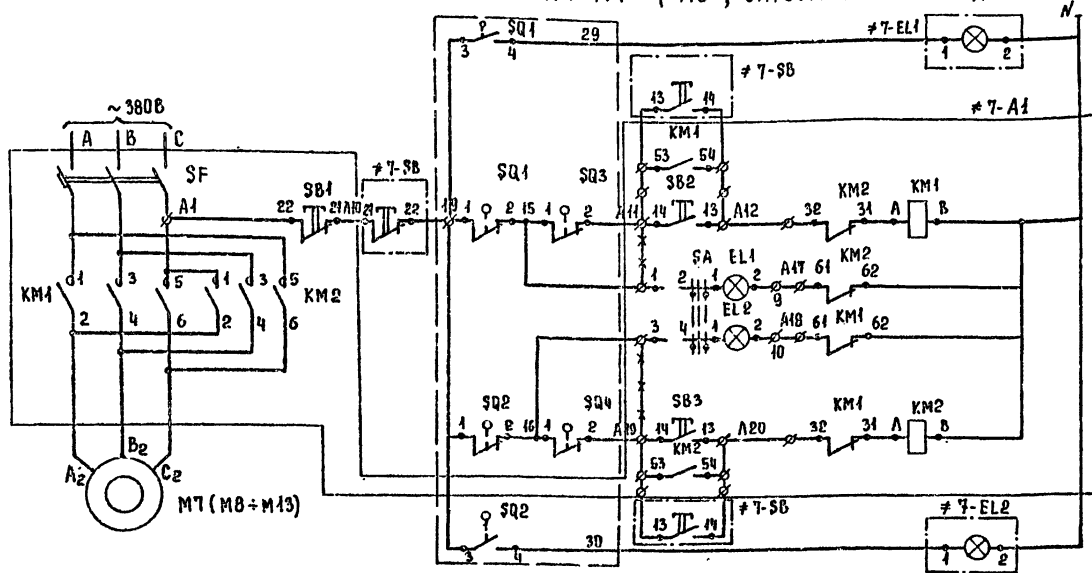 N
SQ1
3 4 29
≠7-EL1
1 2
≠7-SB
13 14
≠7-A1
~380В
A B C
SF
KM1
53 54
A1
SB1
22 21 A10 21
≠7-SB
22
19
SQ1
1 2 15
SQ3
1 2
A11
SB2
14 13 A12
32
KM2
31
KM1
A B
1
SA
2 1
EL1
2 A17 61
9
KM2
62
KM1
1 3 5
2 4 6
1 3 5
2 4 6
KM2
3
4 1
EL2
2 A18 61
10
KM1
62
SQ2
1 2 16
SQ4
1 2
A19
SB3
14 13 A20
32
KM1
31
KM2
A B
KM2
53 54
B2
A2 C2
M7 (M8÷M13)
SQ2
3 4 30
13 14
≠7-SB
≠7-EL2
1 2